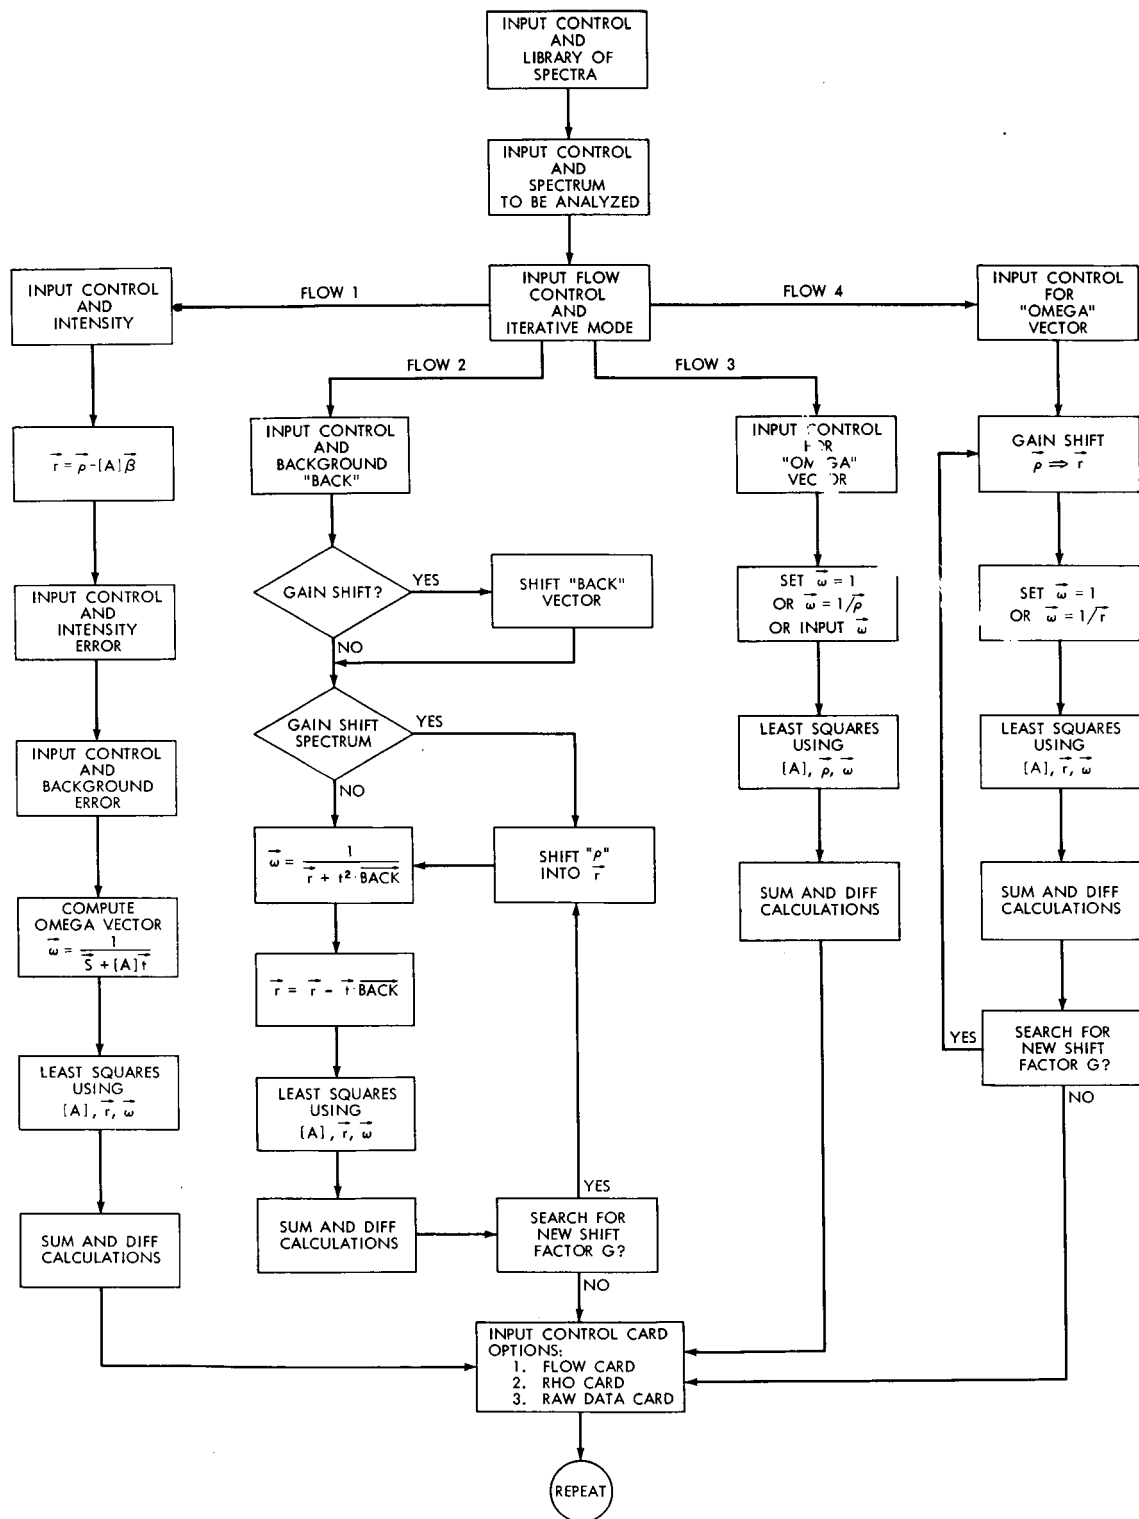 INPUT CONTROL
AND
LIBRARY OF
SPECTRA
INPUT CONTROL
AND
SPECTRUM
TO BE ANALYZED
INPUT FLOW
CONTROL
AND
ITERATIVE MODE
FLOW 1
FLOW 2
FLOW 3
FLOW 4
INPUT CONTROL
AND
INTENSITY
r⃗ = ρ⃗ - [A] β⃗
INPUT CONTROL
AND
INTENSITY
ERROR
INPUT CONTROL
AND
BACKGROUND
ERROR
COMPUTE
OMEGA VECTOR
ω⃗ = 1 / (S⃗ + [A] t⃗)
LEAST SQUARES
USING
[A], r⃗, ω⃗
SUM AND DIFF
CALCULATIONS
INPUT CONTROL
AND
BACKGROUND
"BACK"
GAIN SHIFT?
YES
SHIFT "BACK"
VECTOR
NO
GAIN SHIFT
SPECTRUM
YES
NO
ω⃗ = 1 / (r⃗ + t² · BACK⃗)
SHIFT "ρ"
INTO r⃗
r⃗ = r⃗ - t⃗ · BACK⃗
LEAST SQUARES
USING
[A], r⃗, ω⃗
SUM AND DIFF
CALCULATIONS
YES
SEARCH FOR
NEW SHIFT
FACTOR G?
NO
INPUT CONTROL
FOR
"OMEGA"
VECTOR
SET ω⃗ = 1
OR ω⃗ = 1/ρ⃗
OR INPUT ω⃗
LEAST SQUARES
USING
[A], ρ⃗, ω⃗
SUM AND DIFF
CALCULATIONS
INPUT CONTROL
FOR
"OMEGA"
VECTOR
GAIN SHIFT
ρ⃗ ⇒ r⃗
SET ω⃗ = 1
OR ω⃗ = 1/r⃗
LEAST SQUARES
USING
[A], r⃗, ω⃗
SUM AND DIFF
CALCULATIONS
YES
SEARCH FOR
NEW SHIFT
FACTOR G?
NO
INPUT CONTROL CARD
OPTIONS:
1. FLOW CARD
2. RHO CARD
3. RAW DATA CARD
REPEAT